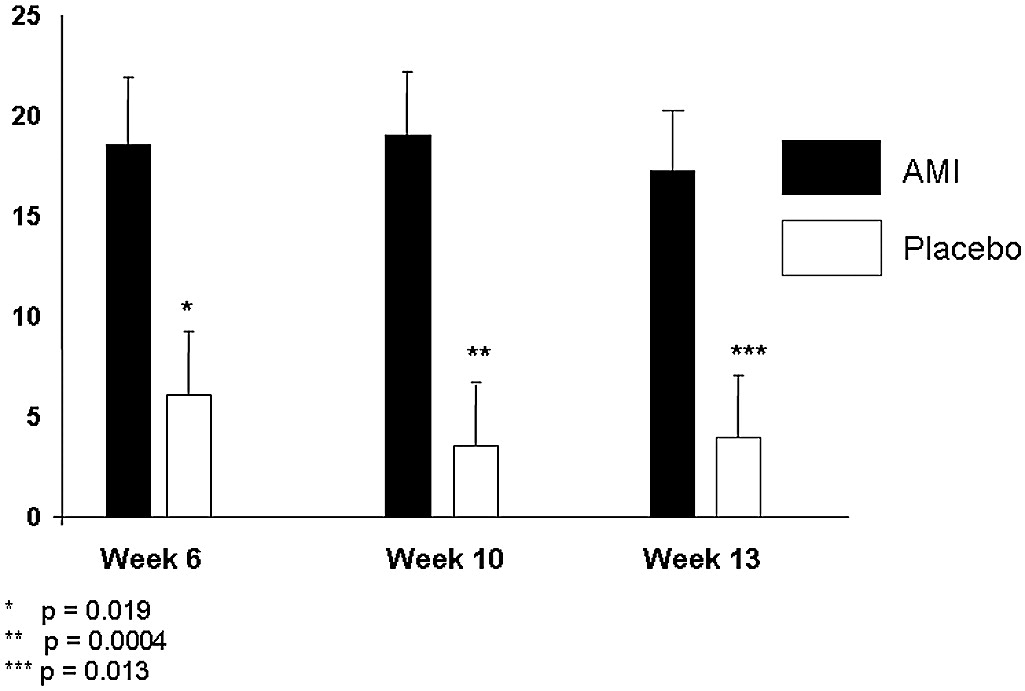 25
20
15
10
5
0
* 
** 
***
AMI
Placebo
Week 6 Week 10 Week 13
* p = 0.019
** p = 0.0004
*** p = 0.013